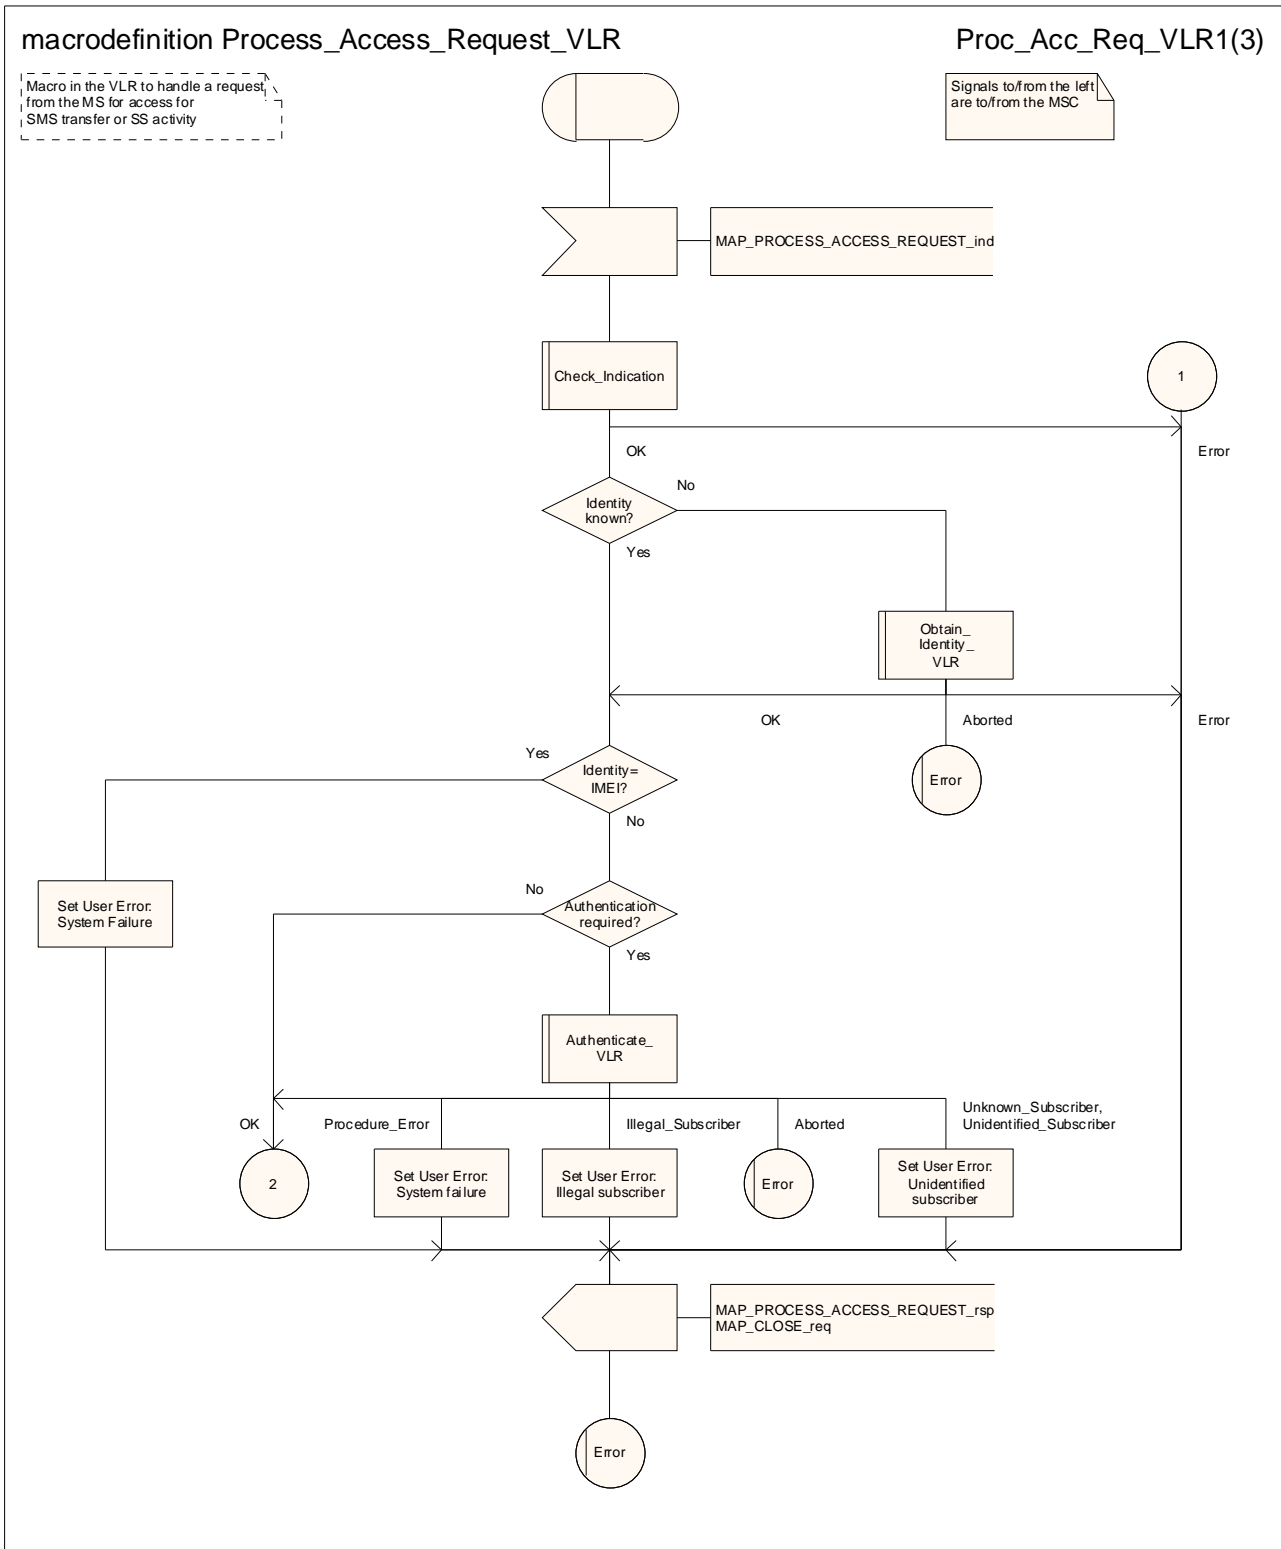 macrodefinition Process_Access_Request_VLR
Proc_Acc_Req_VLR1(3)
Macro in the VLR to handle a request
from the MS for access for
SMS transfer or SS activity
Signals to/from the left
are to/from the MSC
MAP_PROCESS_ACCESS_REQUEST_ind
Check_Indication
1
OK
Error
No
Identity
known?
Yes
Obtain_
Identity_
VLR
OK
Aborted
Error
Yes
Identity=
IMEI?
Error
No
No
Set User Error:
System Failure
Authentication
required?
Yes
Authenticate_
VLR
OK
Procedure_Error
Illegal_Subscriber
Aborted
Unknown_Subscriber,
Unidentified_Subscriber
2
Set User Error:
System failure
Set User Error:
Illegal subscriber
Error
Set User Error:
Unidentified
subscriber
MAP_PROCESS_ACCESS_REQUEST_rsp
MAP_CLOSE_req
Error